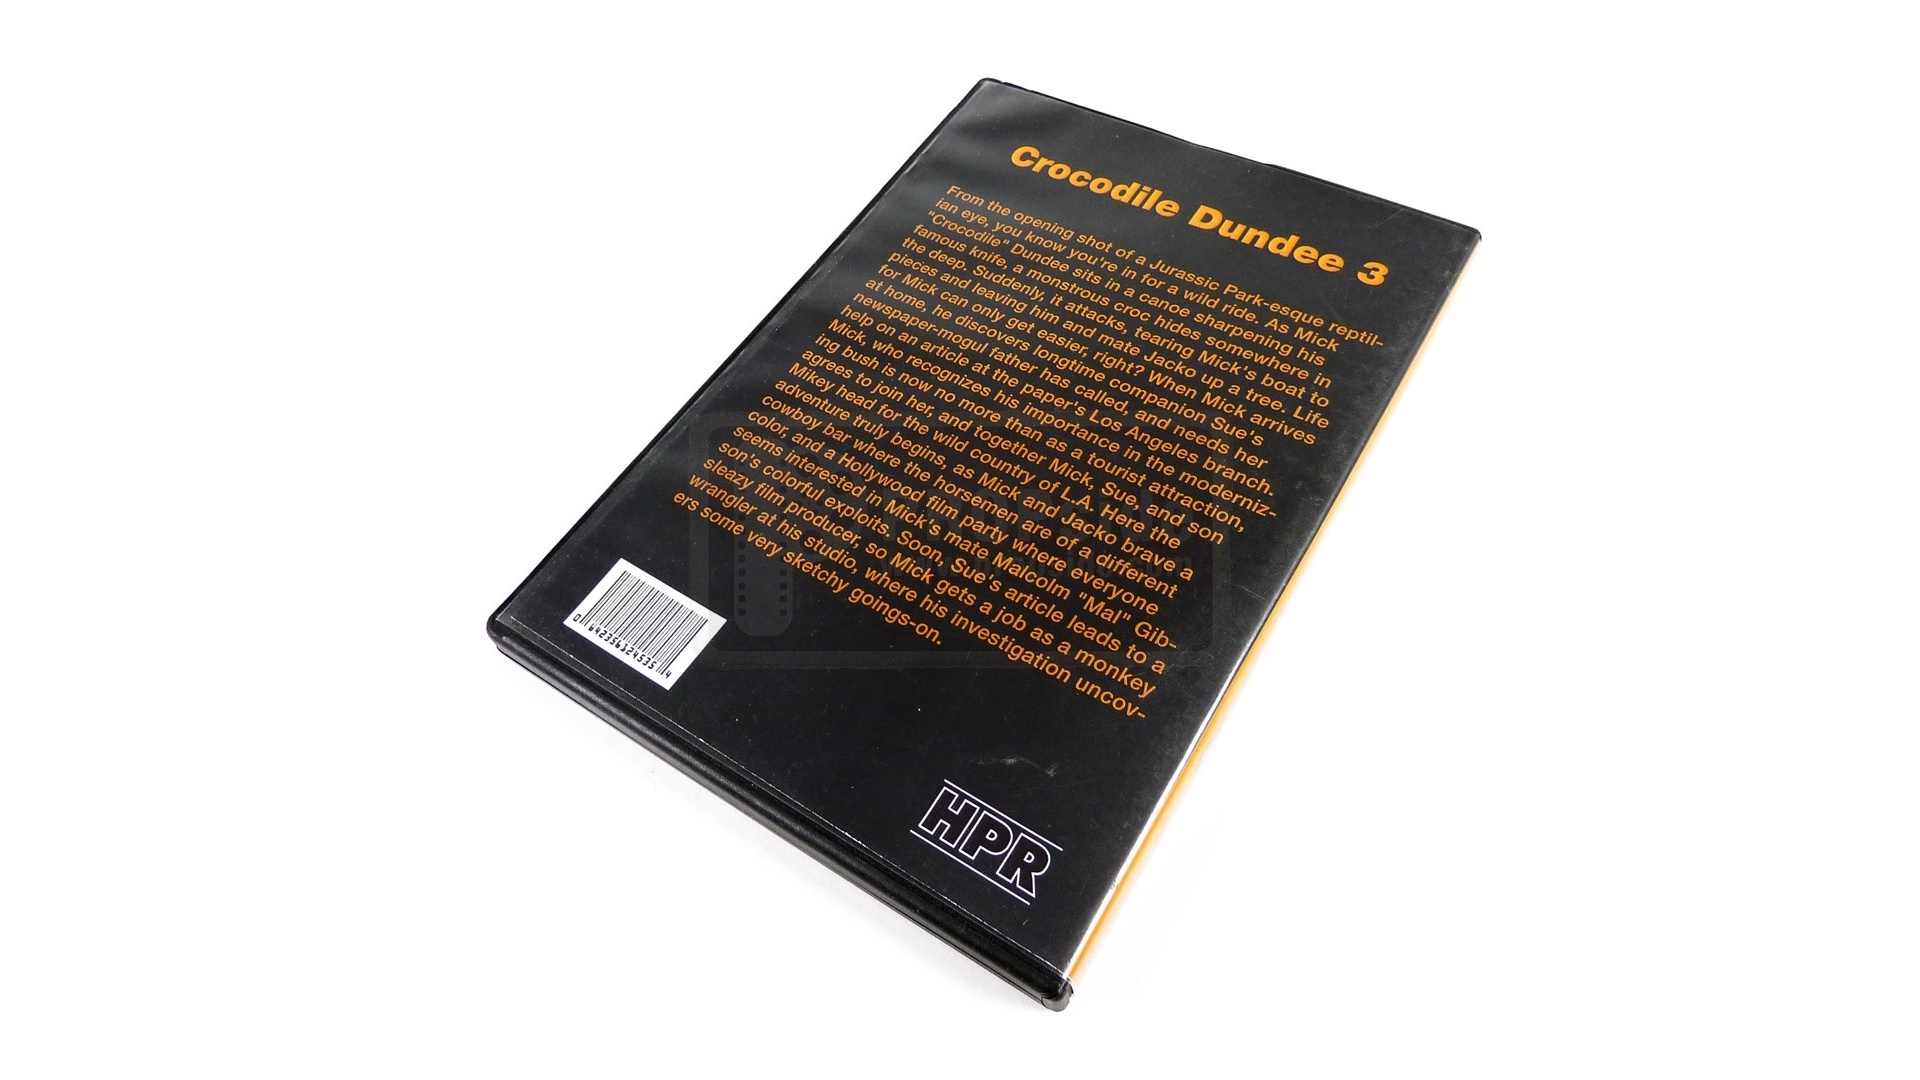 Crocodile Dundee 3
From the opening shot of a Jurassic Park-esque reptil-
ian eye, you know you're in for a wild ride. As Mick
"Crocodile" Dundee sits in a canoe sharpening his
famous knife, a monstrous croc hides somewhere in
the deep. Suddenly, it attacks, tearing Mick's boat to
pieces and leaving him and mate Jacko up a tree. Life
for Mick can only get easier, right? When Mick arrives
at home, he discovers longtime companion Sue's
newspaper-mogul father has called, and needs her
help on an article at the paper's Los Angeles branch.
Mick, who recognizes his importance in the moderniz-
ing bush is now no more than as a tourist attraction,
agrees to join her, and together Mick, Sue, and son
Mikey head for the wild country of L.A. Here the
adventure truly begins, as Mick and Jacko brave a
cowboy bar where the horsemen are of a different
color, and a Hollywood film party where everyone
seems interested in Mick's mate Malcolm "Mal" Gib-
son's colorful exploits. Soon, Sue's article leads to a
sleazy film producer, so Mick gets a job as a monkey
wrangler at his studio, where his investigation uncov-
ers some very sketchy goings-on.
0 642356124535 4
HPR